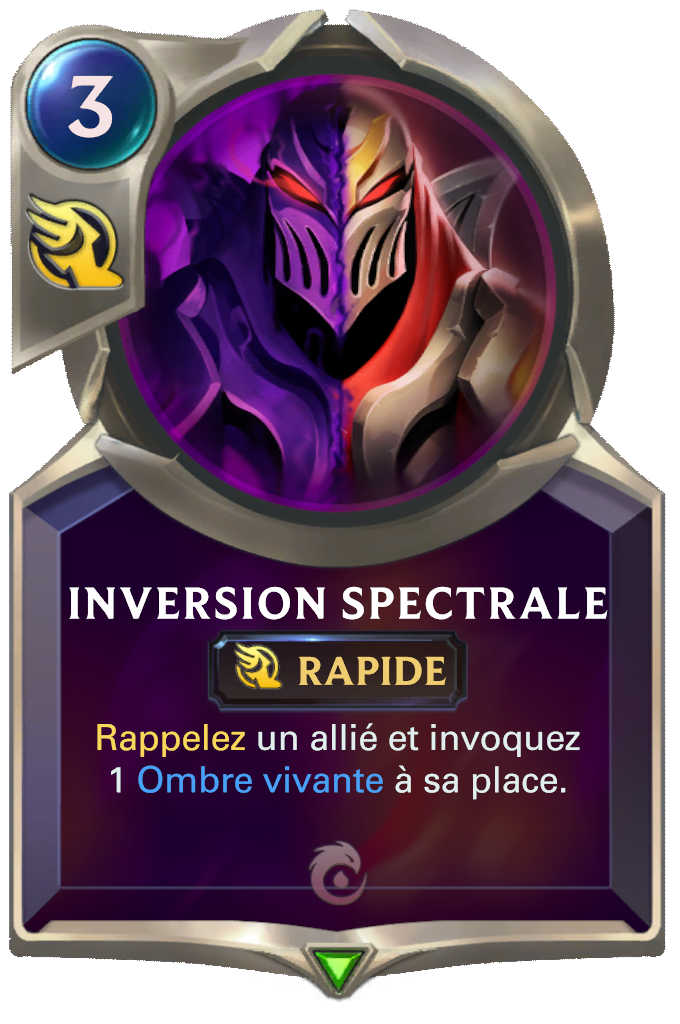 3
INVERSION SPECTRALE
RAPIDE
Rappelez un allié et invoquez
1 Ombre vivante à sa place.